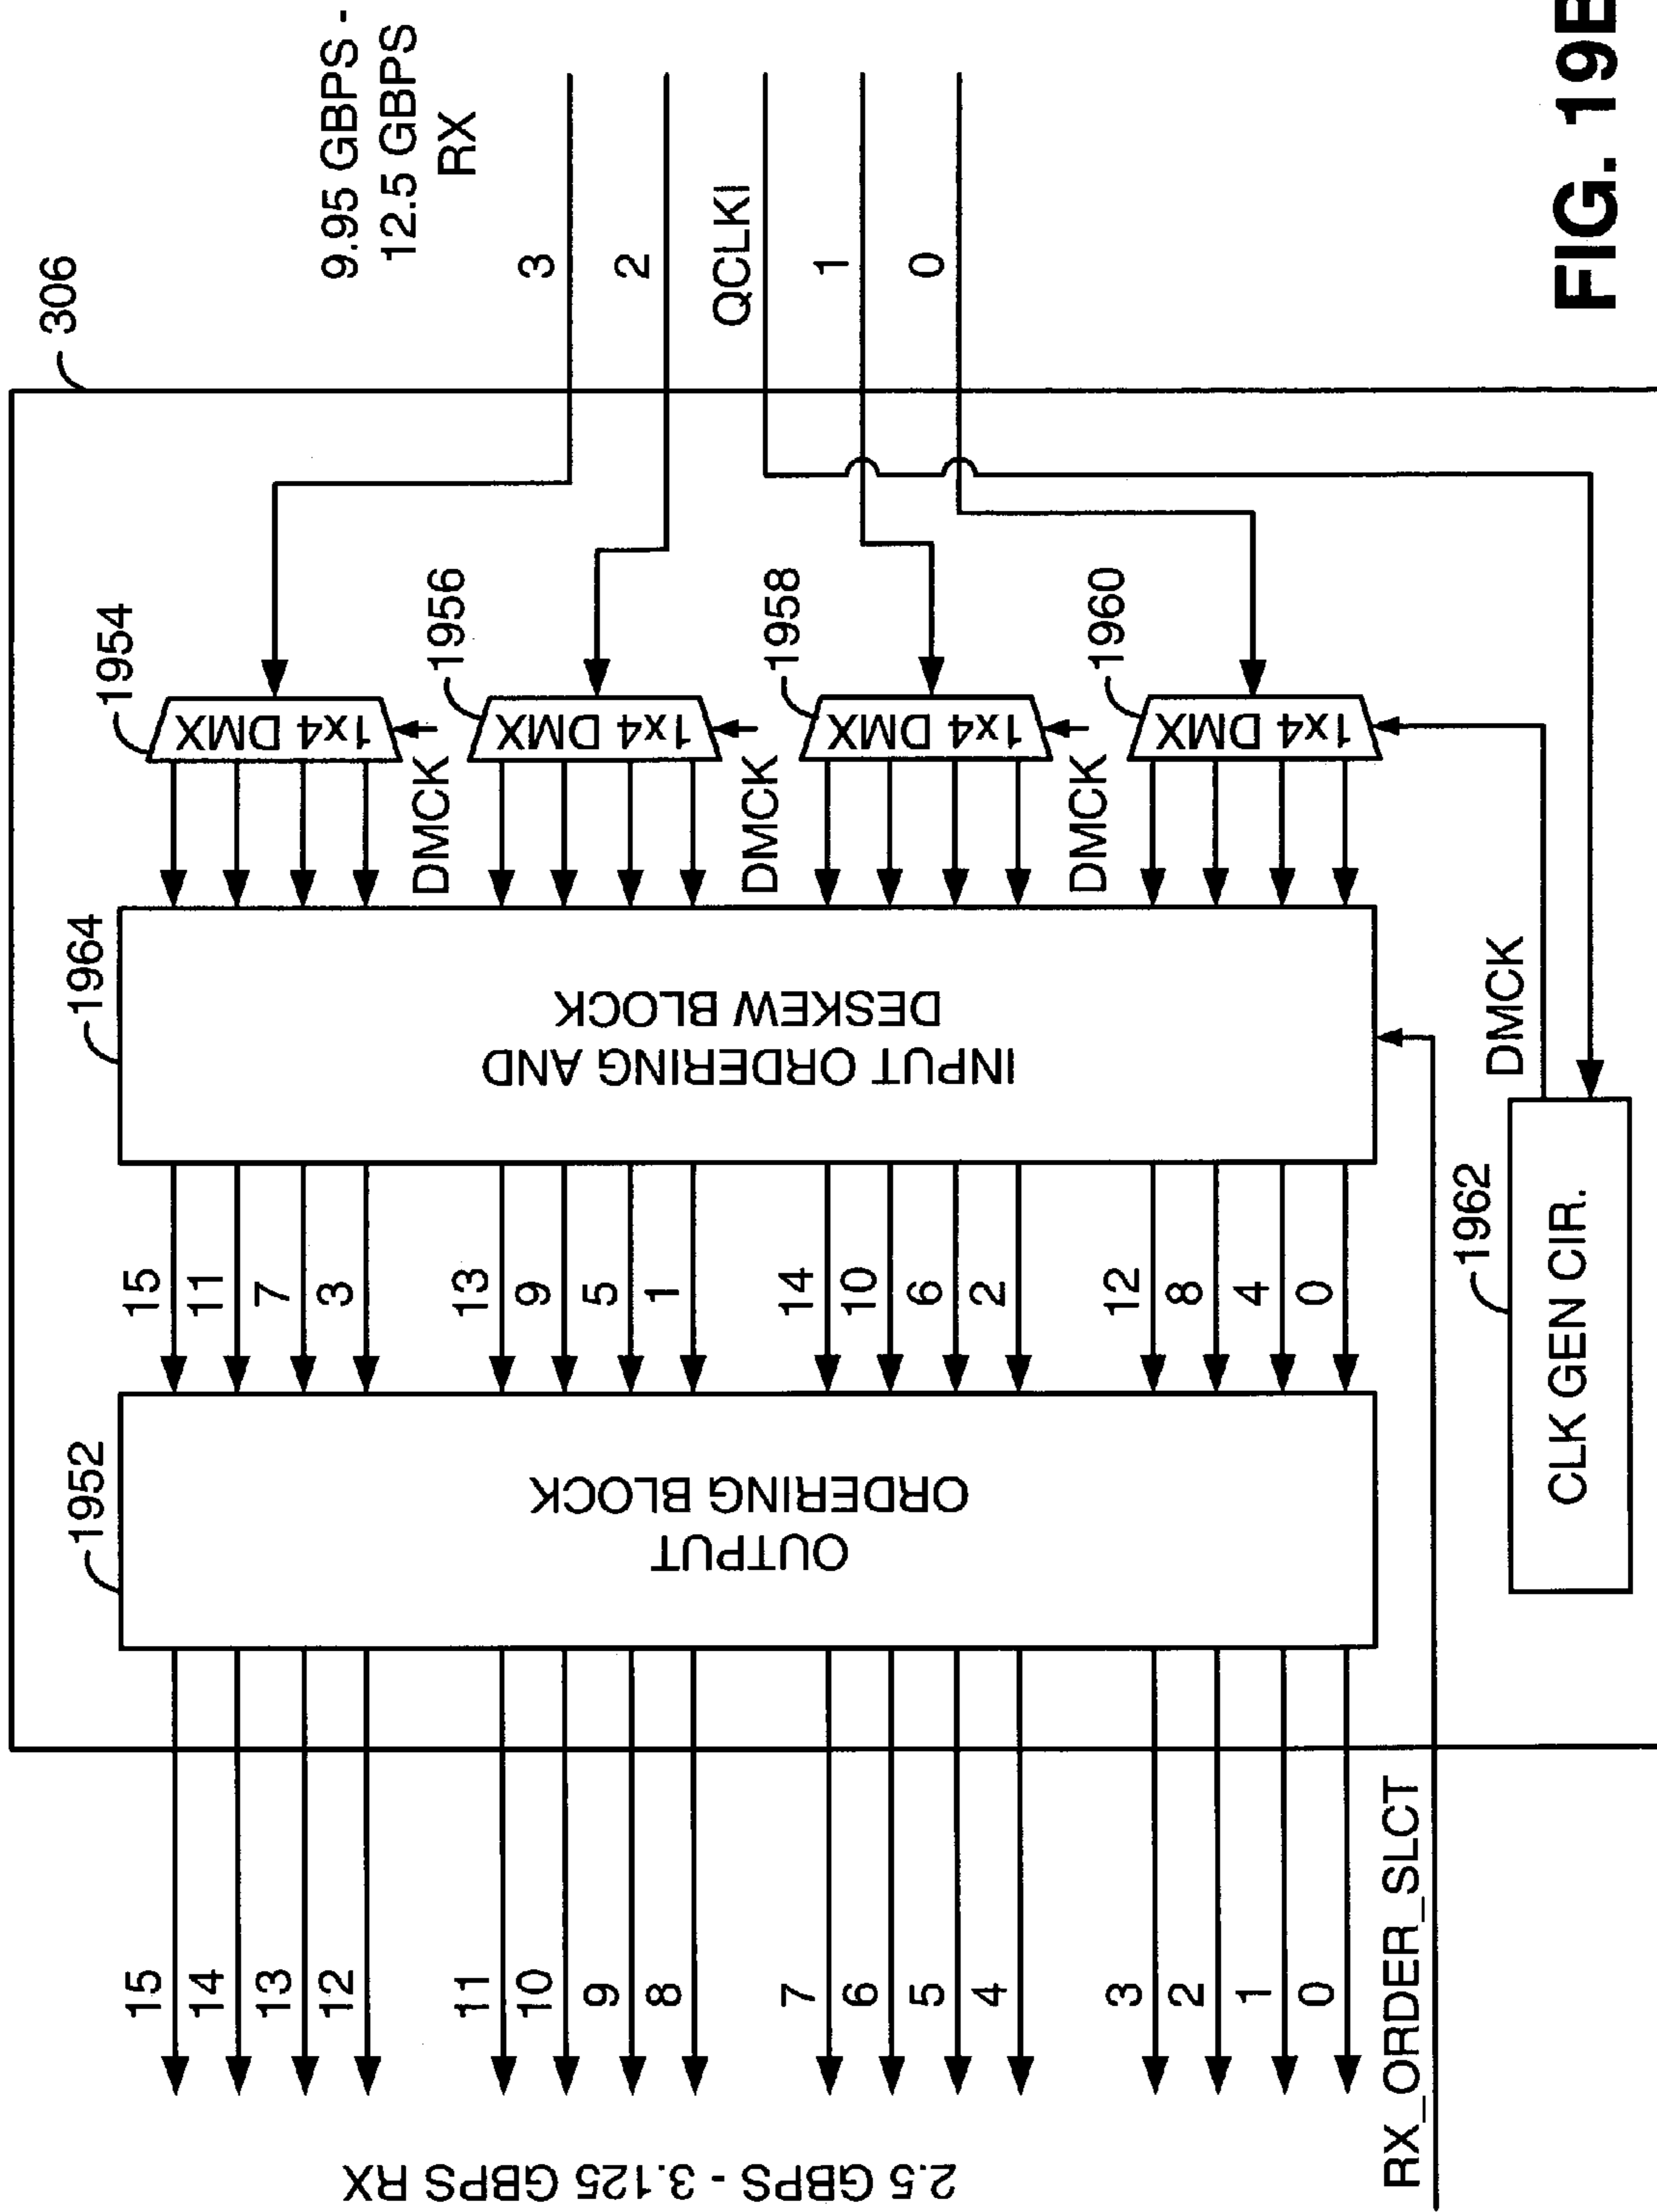 306
9.95 GBPS -
12.5 GBPS
RX
3
2
QCLKI
1
0
1954
1x4 DMX
DMCK
1956
1x4 DMX
DMCK
1958
1x4 DMX
DMCK
1960
1x4 DMX
1964
INPUT ORDERING AND
DESKEW BLOCK
15
11
7
3
13
9
5
1
14
10
6
2
12
8
4
0
1952
OUTPUT
ORDERING BLOCK
15
14
13
12
11
10
9
8
7
6
5
4
3
2
1
0
2.5 GBPS - 3.125 GBPS RX
RX_ORDER_SLCT
DMCK
1962
CLK GEN CIR.
FIG. 19B